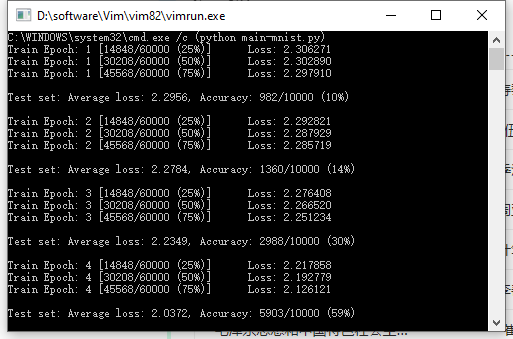 D:\software\Vim\vim82\vimrun.exe
C:\WINDOWS\system32\cmd.exe /c (python main-mnist.py)
Train Epoch: 1 [14848/60000 (25%)] Loss: 2.306271
Train Epoch: 1 [30208/60000 (50%)] Loss: 2.302890
Train Epoch: 1 [45568/60000 (75%)] Loss: 2.297910
Test set: Average loss: 2.2956, Accuracy: 982/10000 (10%)
Train Epoch: 2 [14848/60000 (25%)] Loss: 2.292821
Train Epoch: 2 [30208/60000 (50%)] Loss: 2.287929
Train Epoch: 2 [45568/60000 (75%)] Loss: 2.285719
Test set: Average loss: 2.2784, Accuracy: 1360/10000 (14%)
Train Epoch: 3 [14848/60000 (25%)] Loss: 2.276408
Train Epoch: 3 [30208/60000 (50%)] Loss: 2.266520
Train Epoch: 3 [45568/60000 (75%)] Loss: 2.251234
Test set: Average loss: 2.2349, Accuracy: 2988/10000 (30%)
Train Epoch: 4 [14848/60000 (25%)] Loss: 2.217858
Train Epoch: 4 [30208/60000 (50%)] Loss: 2.192779
Train Epoch: 4 [45568/60000 (75%)] Loss: 2.126121
Test set: Average loss: 2.0372, Accuracy: 5903/10000 (59%)